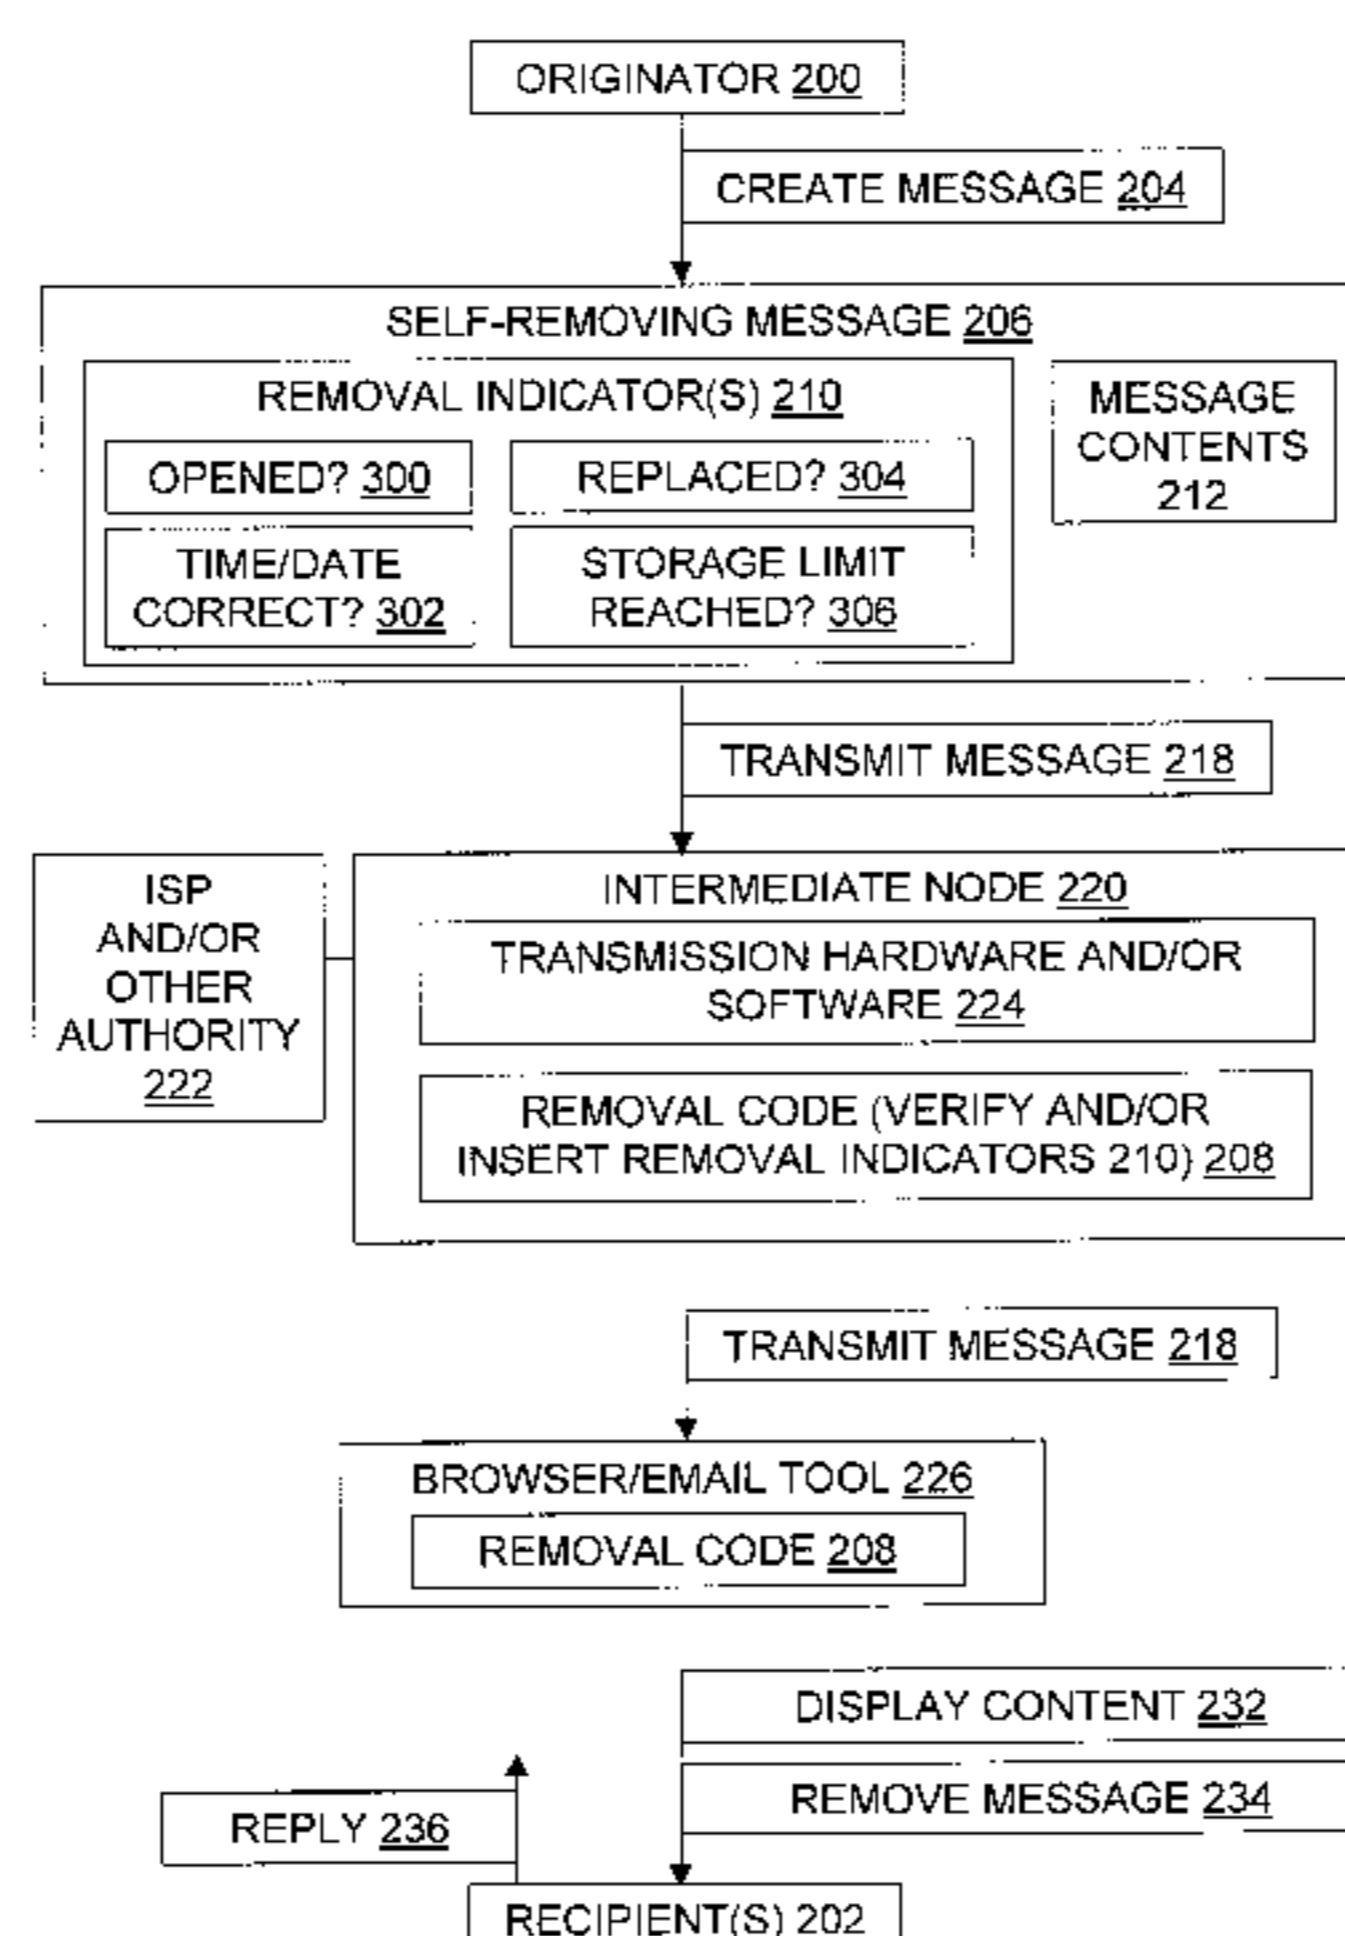 ORIGINATOR 200
CREATE MESSAGE 204
SELF-REMOVING MESSAGE 206
REMOVAL INDICATOR(S) 210
OPENED? 300
REPLACED? 304
TIME/DATE
CORRECT? 302
STORAGE LIMIT
REACHED? 306
MESSAGE
CONTENTS
212
TRANSMIT MESSAGE 218
ISP
AND/OR
OTHER
AUTHORITY
222
INTERMEDIATE NODE 220
TRANSMISSION HARDWARE AND/OR
SOFTWARE 224
REMOVAL CODE (VERIFY AND/OR
INSERT REMOVAL INDICATORS 210) 208
TRANSMIT MESSAGE 218
BROWSER/EMAIL TOOL 226
REMOVAL CODE 208
DISPLAY CONTENT 232
REMOVE MESSAGE 234
REPLY 236
RECIPIENT(S) 202